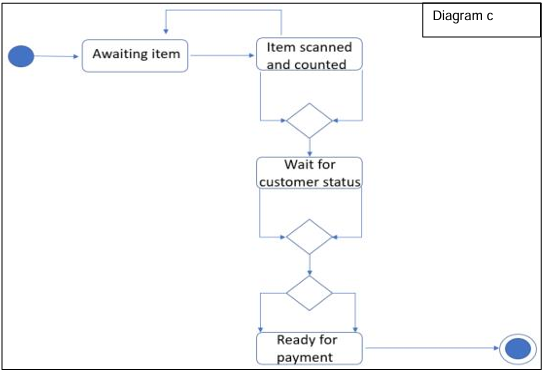 Diagram c
Awaiting item
Item scanned
and counted
Wait for
customer status
Ready for
payment